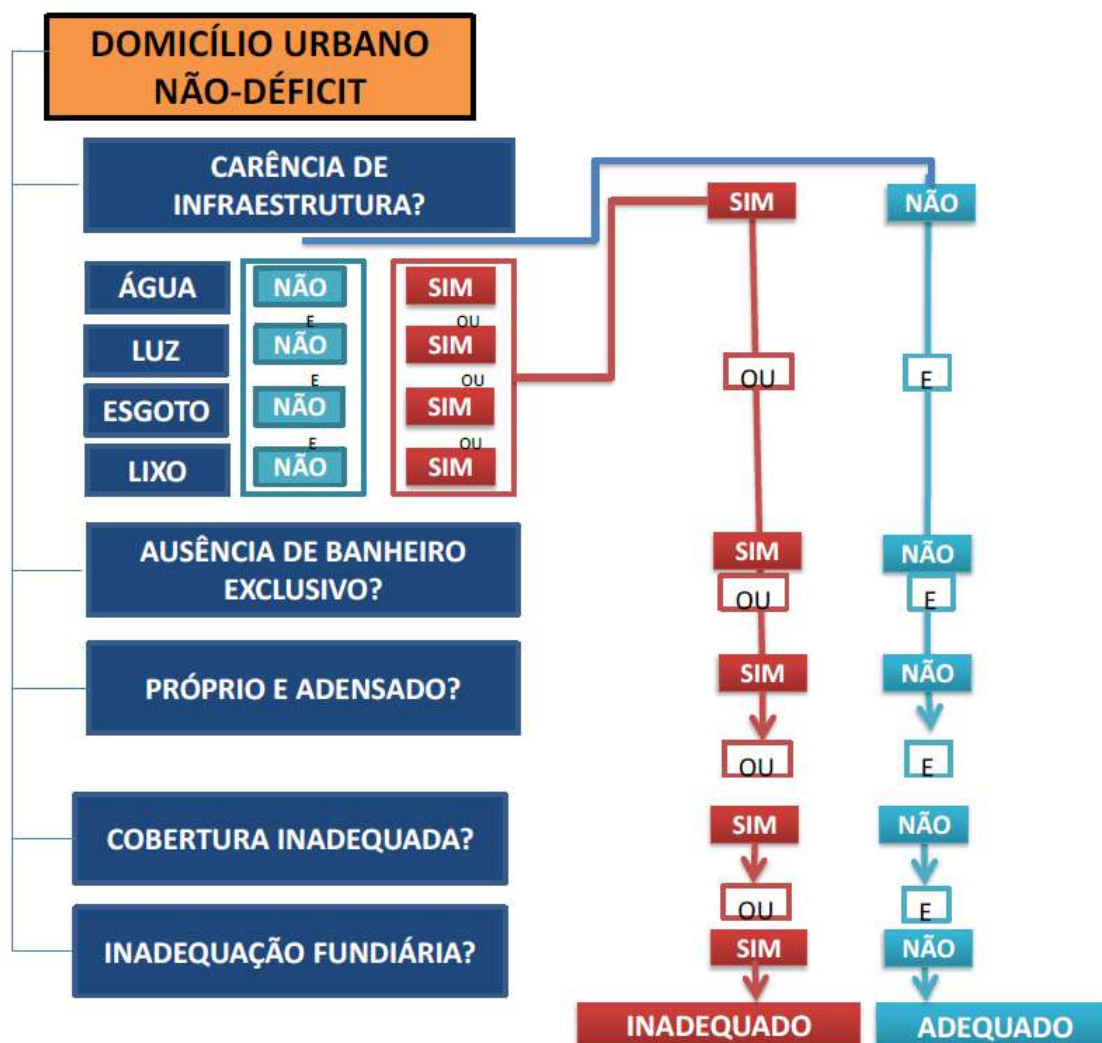 DOMICÍLIO URBANO
NÃO-DÉFICIT
CARÊNCIA DE
INFRAESTRUTURA?
SIM
NÃO
ÁGUA
NÃO
SIM
E
OU
LUZ
NÃO
SIM
OU
E
E
OU
ESGOTO
NÃO
SIM
E
OU
LIXO
NÃO
SIM
AUSÊNCIA DE BANHEIRO
EXCLUSIVO?
SIM
NÃO
OU
E
PRÓPRIO E ADENSADO?
SIM
NÃO
OU
E
COBERTURA INADEQUADA?
SIM
NÃO
OU
E
INADEQUAÇÃO FUNDIÁRIA?
SIM
NÃO
INADEQUADO
ADEQUADO